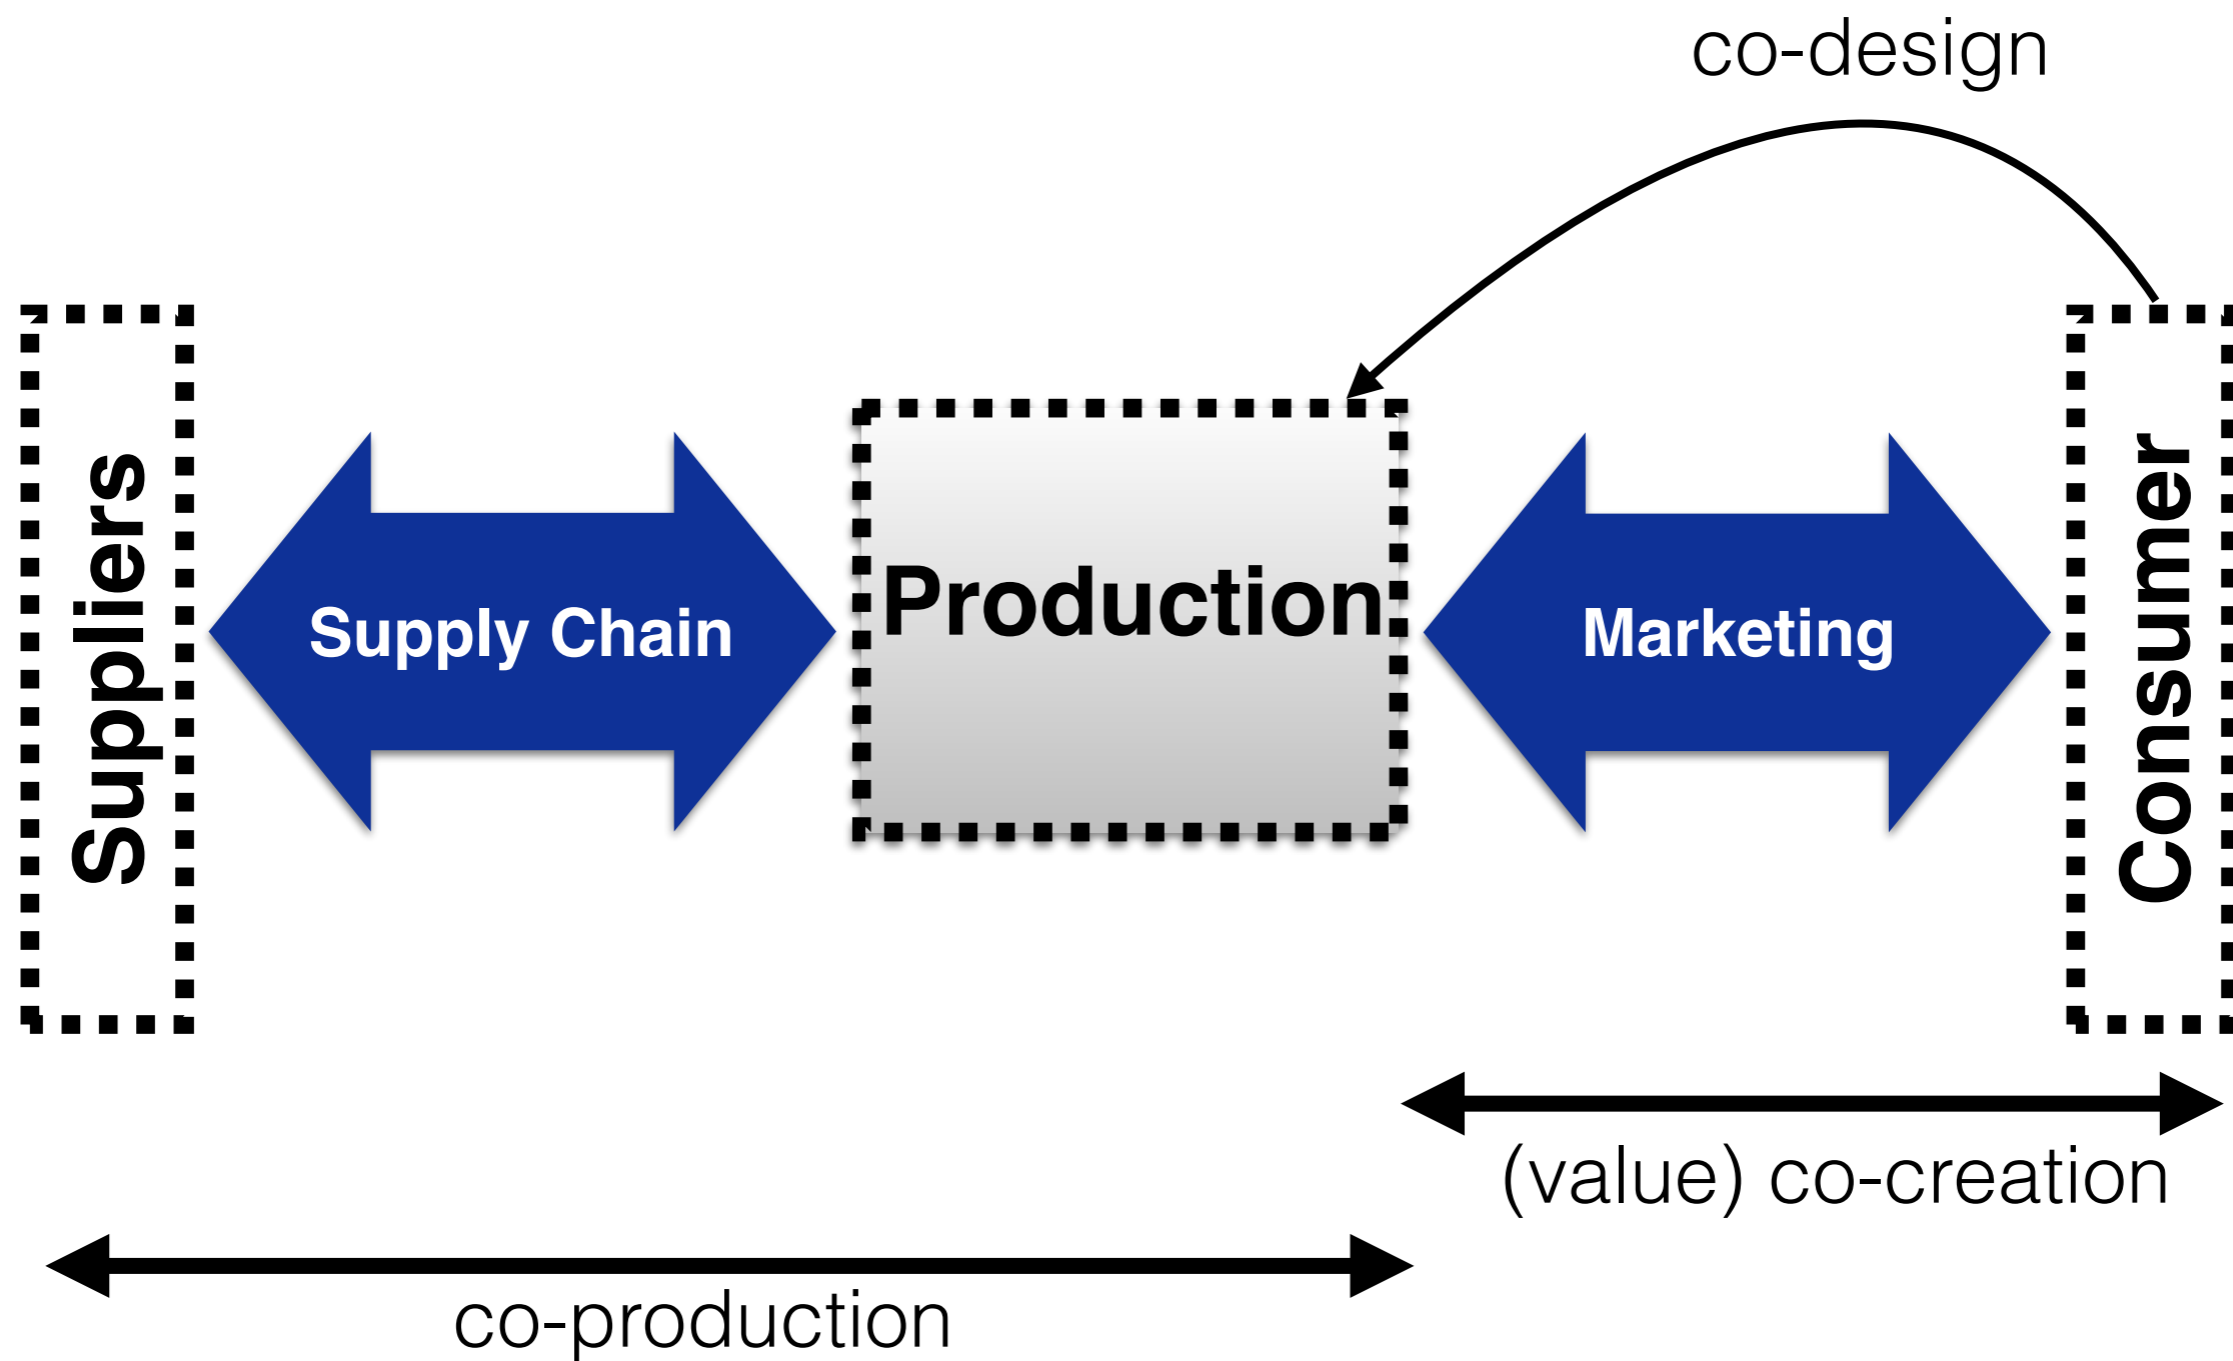 co-design
Suppliers
Supply Chain
Production
Marketing
Consumer
(value) co-creation
co-production